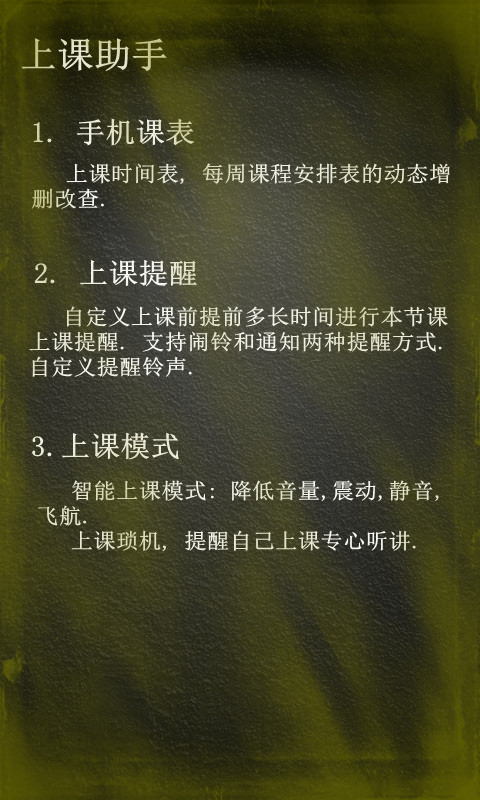 上课助手
1. 手机课表
上课时间表, 每周课程安排表的动态增
删改查.
2. 上课提醒
自定义上课前提前多长时间进行本节课
上课提醒. 支持闹铃和通知两种提醒方式.
自定义提醒铃声.
3.上课模式
智能上课模式: 降低音量,震动,静音,
飞航.
上课琐机, 提醒自己上课专心听讲.